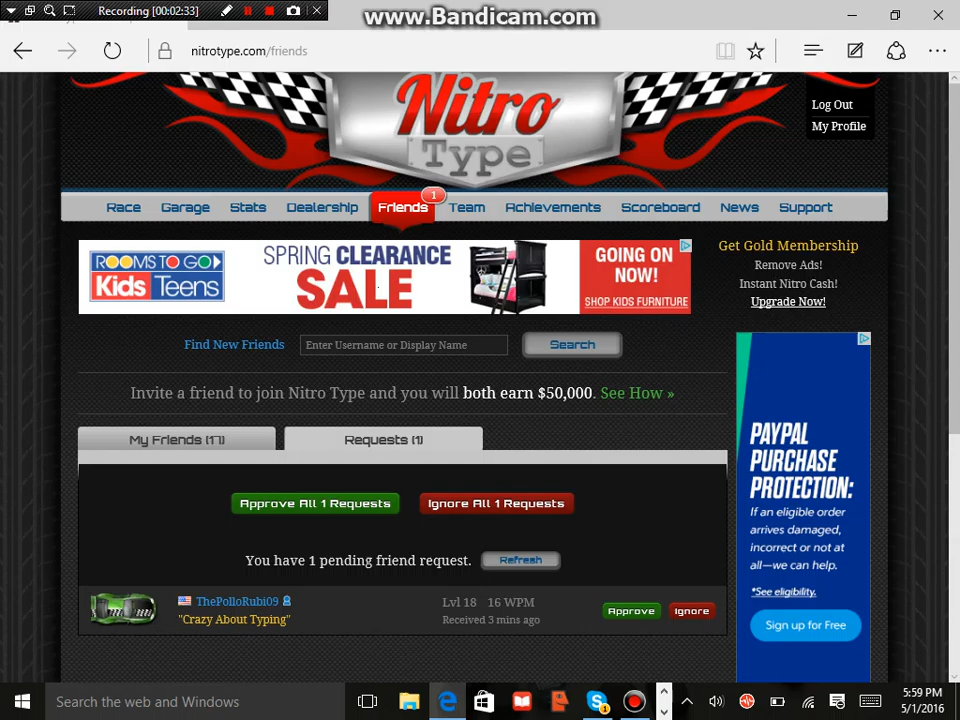 Recording [00:02:33]
www.Bandicam.com
nitrotype.com/friends
Nitro
Type
Log Out
My Profile
Race Garage Stats Dealership Friends 1 Team Achievements Scoreboard News Support
ROOMS TO GO
Kids Teens
SPRING CLEARANCE
SALE
GOING ON
NOW!
SHOP KIDS FURNITURE
Get Gold Membership
Remove Ads!
Instant Nitro Cash!
Upgrade Now!
Find New Friends Enter Username or Display Name Search
Invite a friend to join Nitro Type and you will both earn $50,000. See How »
My Friends (17) Requests (1)
Approve All 1 Requests Ignore All 1 Requests
You have 1 pending friend request. Refresh
ThePolloRubi09 Lvl 18 16 WPM
"Crazy About Typing" Received 3 mins ago
Approve Ignore
PAYPAL
PURCHASE
PROTECTION:
If an eligible order
arrives damaged,
incorrect or not at
all—we can help.
*See eligibility.
Sign up for Free
Search the web and Windows
1
5:59 PM
5/1/2016